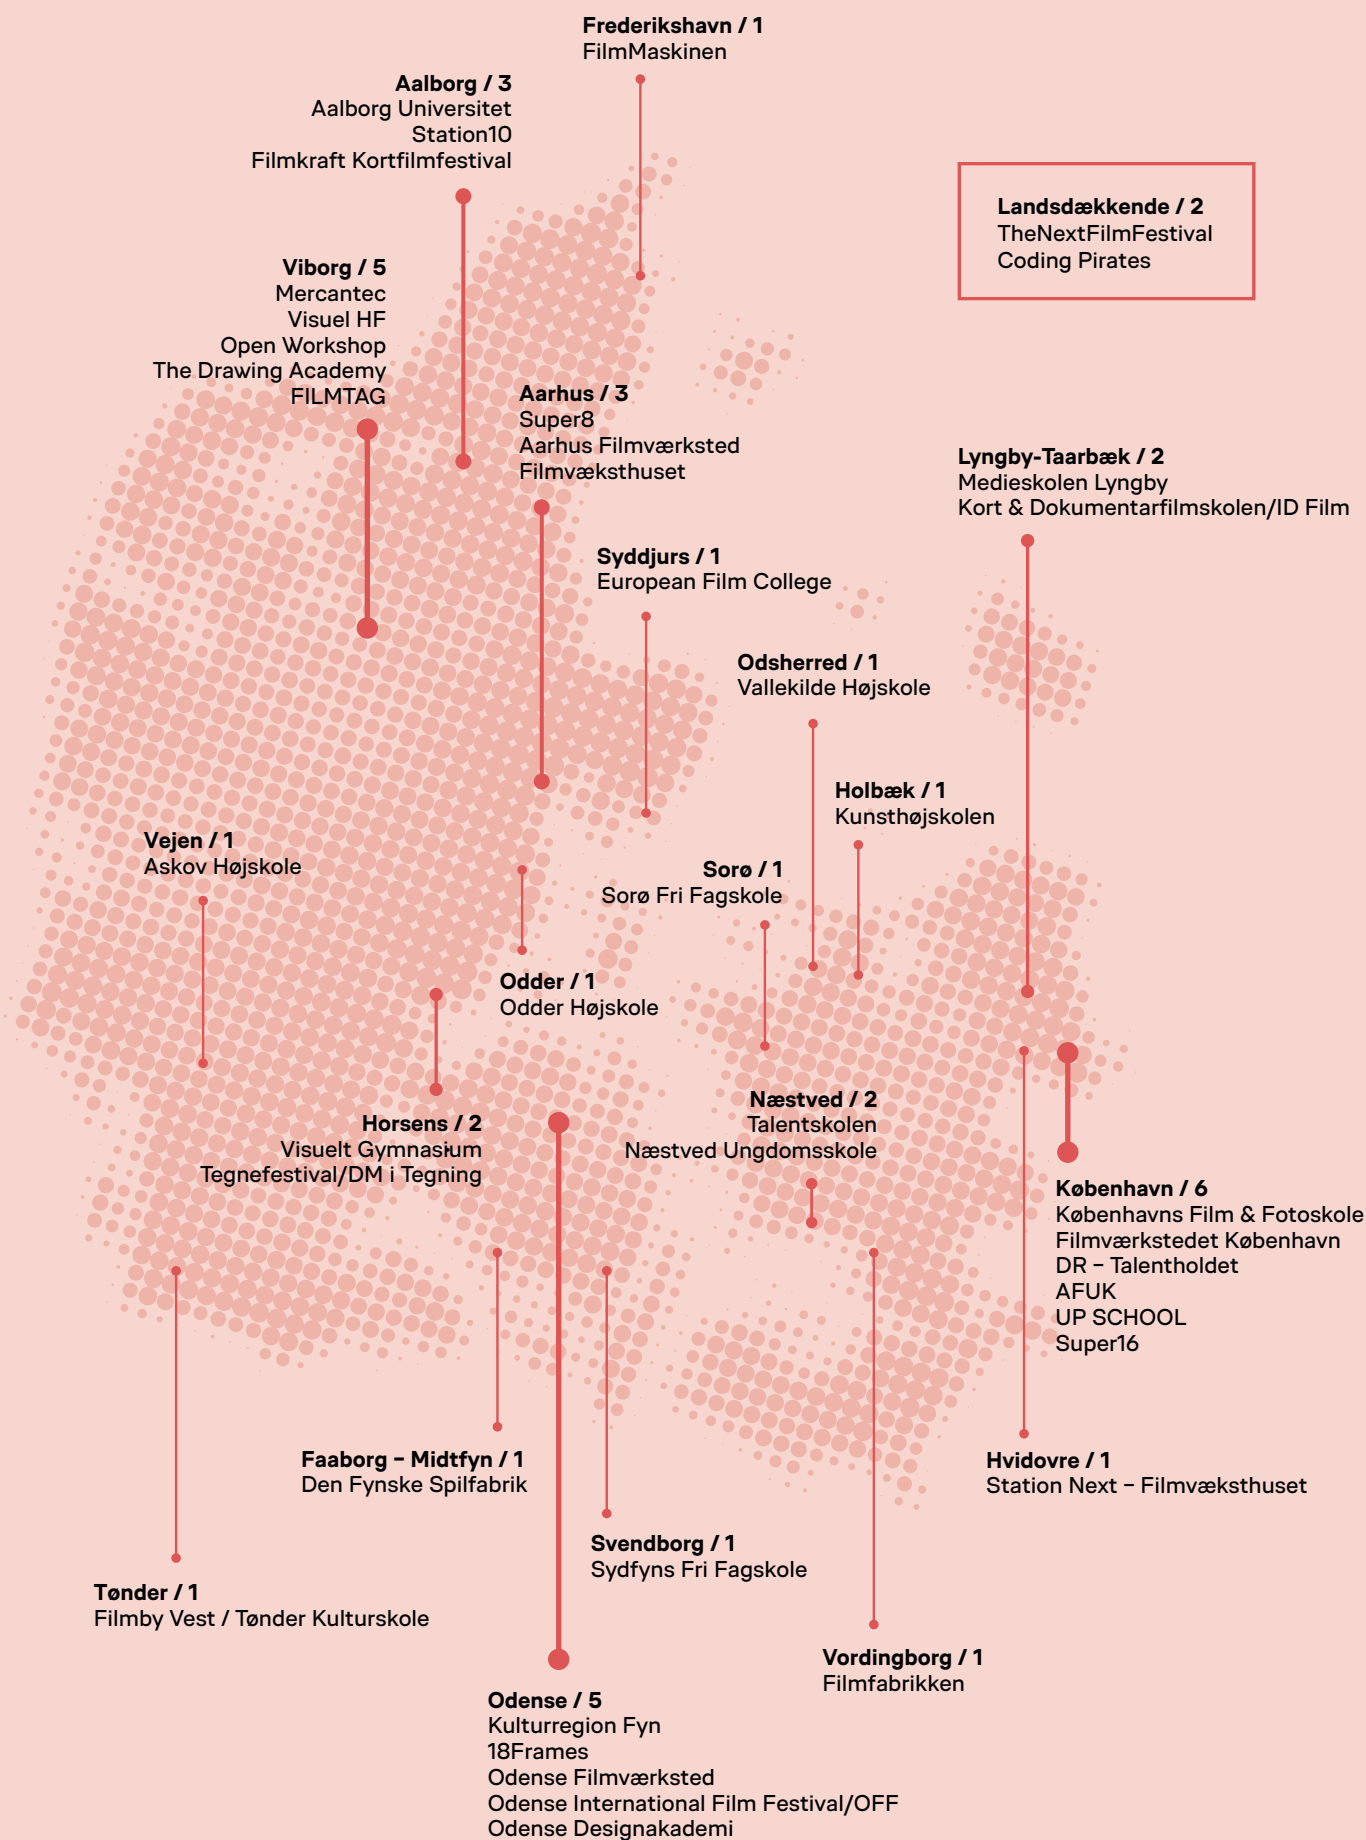 Frederikshavn / 1
FilmMaskinen
Aalborg / 3
Aalborg Universitet
Station10
Filmkraft Kortfilmfestival
Landsdækkende / 2
TheNextFilmFestival
Coding Pirates
Viborg / 5
Mercantec
Visuel HF
Open Workshop
The Drawing Academy
FILMTAG
Aarhus / 3
Super8
Aarhus Filmværksted
Filmvæksthuset
Lyngby-Taarbæk / 2
Medieskolen Lyngby
Kort & Dokumentarfilmskolen/ID Film
Syddjurs / 1
European Film College
Odsherred / 1
Vallekilde Højskole
Holbæk / 1
Kunsthøjskolen
Vejen / 1
Askov Højskole
Sorø / 1
Sorø Fri Fagskole
Odder / 1
Odder Højskole
Næstved / 2
Talentskolen
Næstved Ungdomsskole
Horsens / 2
Visuelt Gymnasium
Tegnefestival/DM i Tegning
København / 6
Københavns Film & Fotoskole
Filmværkstedet København
DR – Talentholdet
AFUK
UP SCHOOL
Super16
Faaborg – Midtfyn / 1
Den Fynske Spilfabrik
Hvidovre / 1
Station Next – Filmvæksthuset
Svendborg / 1
Sydfyns Fri Fagskole
Tønder / 1
Filmby Vest / Tønder Kulturskole
Vordingborg / 1
Filmfabrikken
Odense / 5
Kulturregion Fyn
18Frames
Odense Filmværksted
Odense International Film Festival/OFF
Odense Designakademi